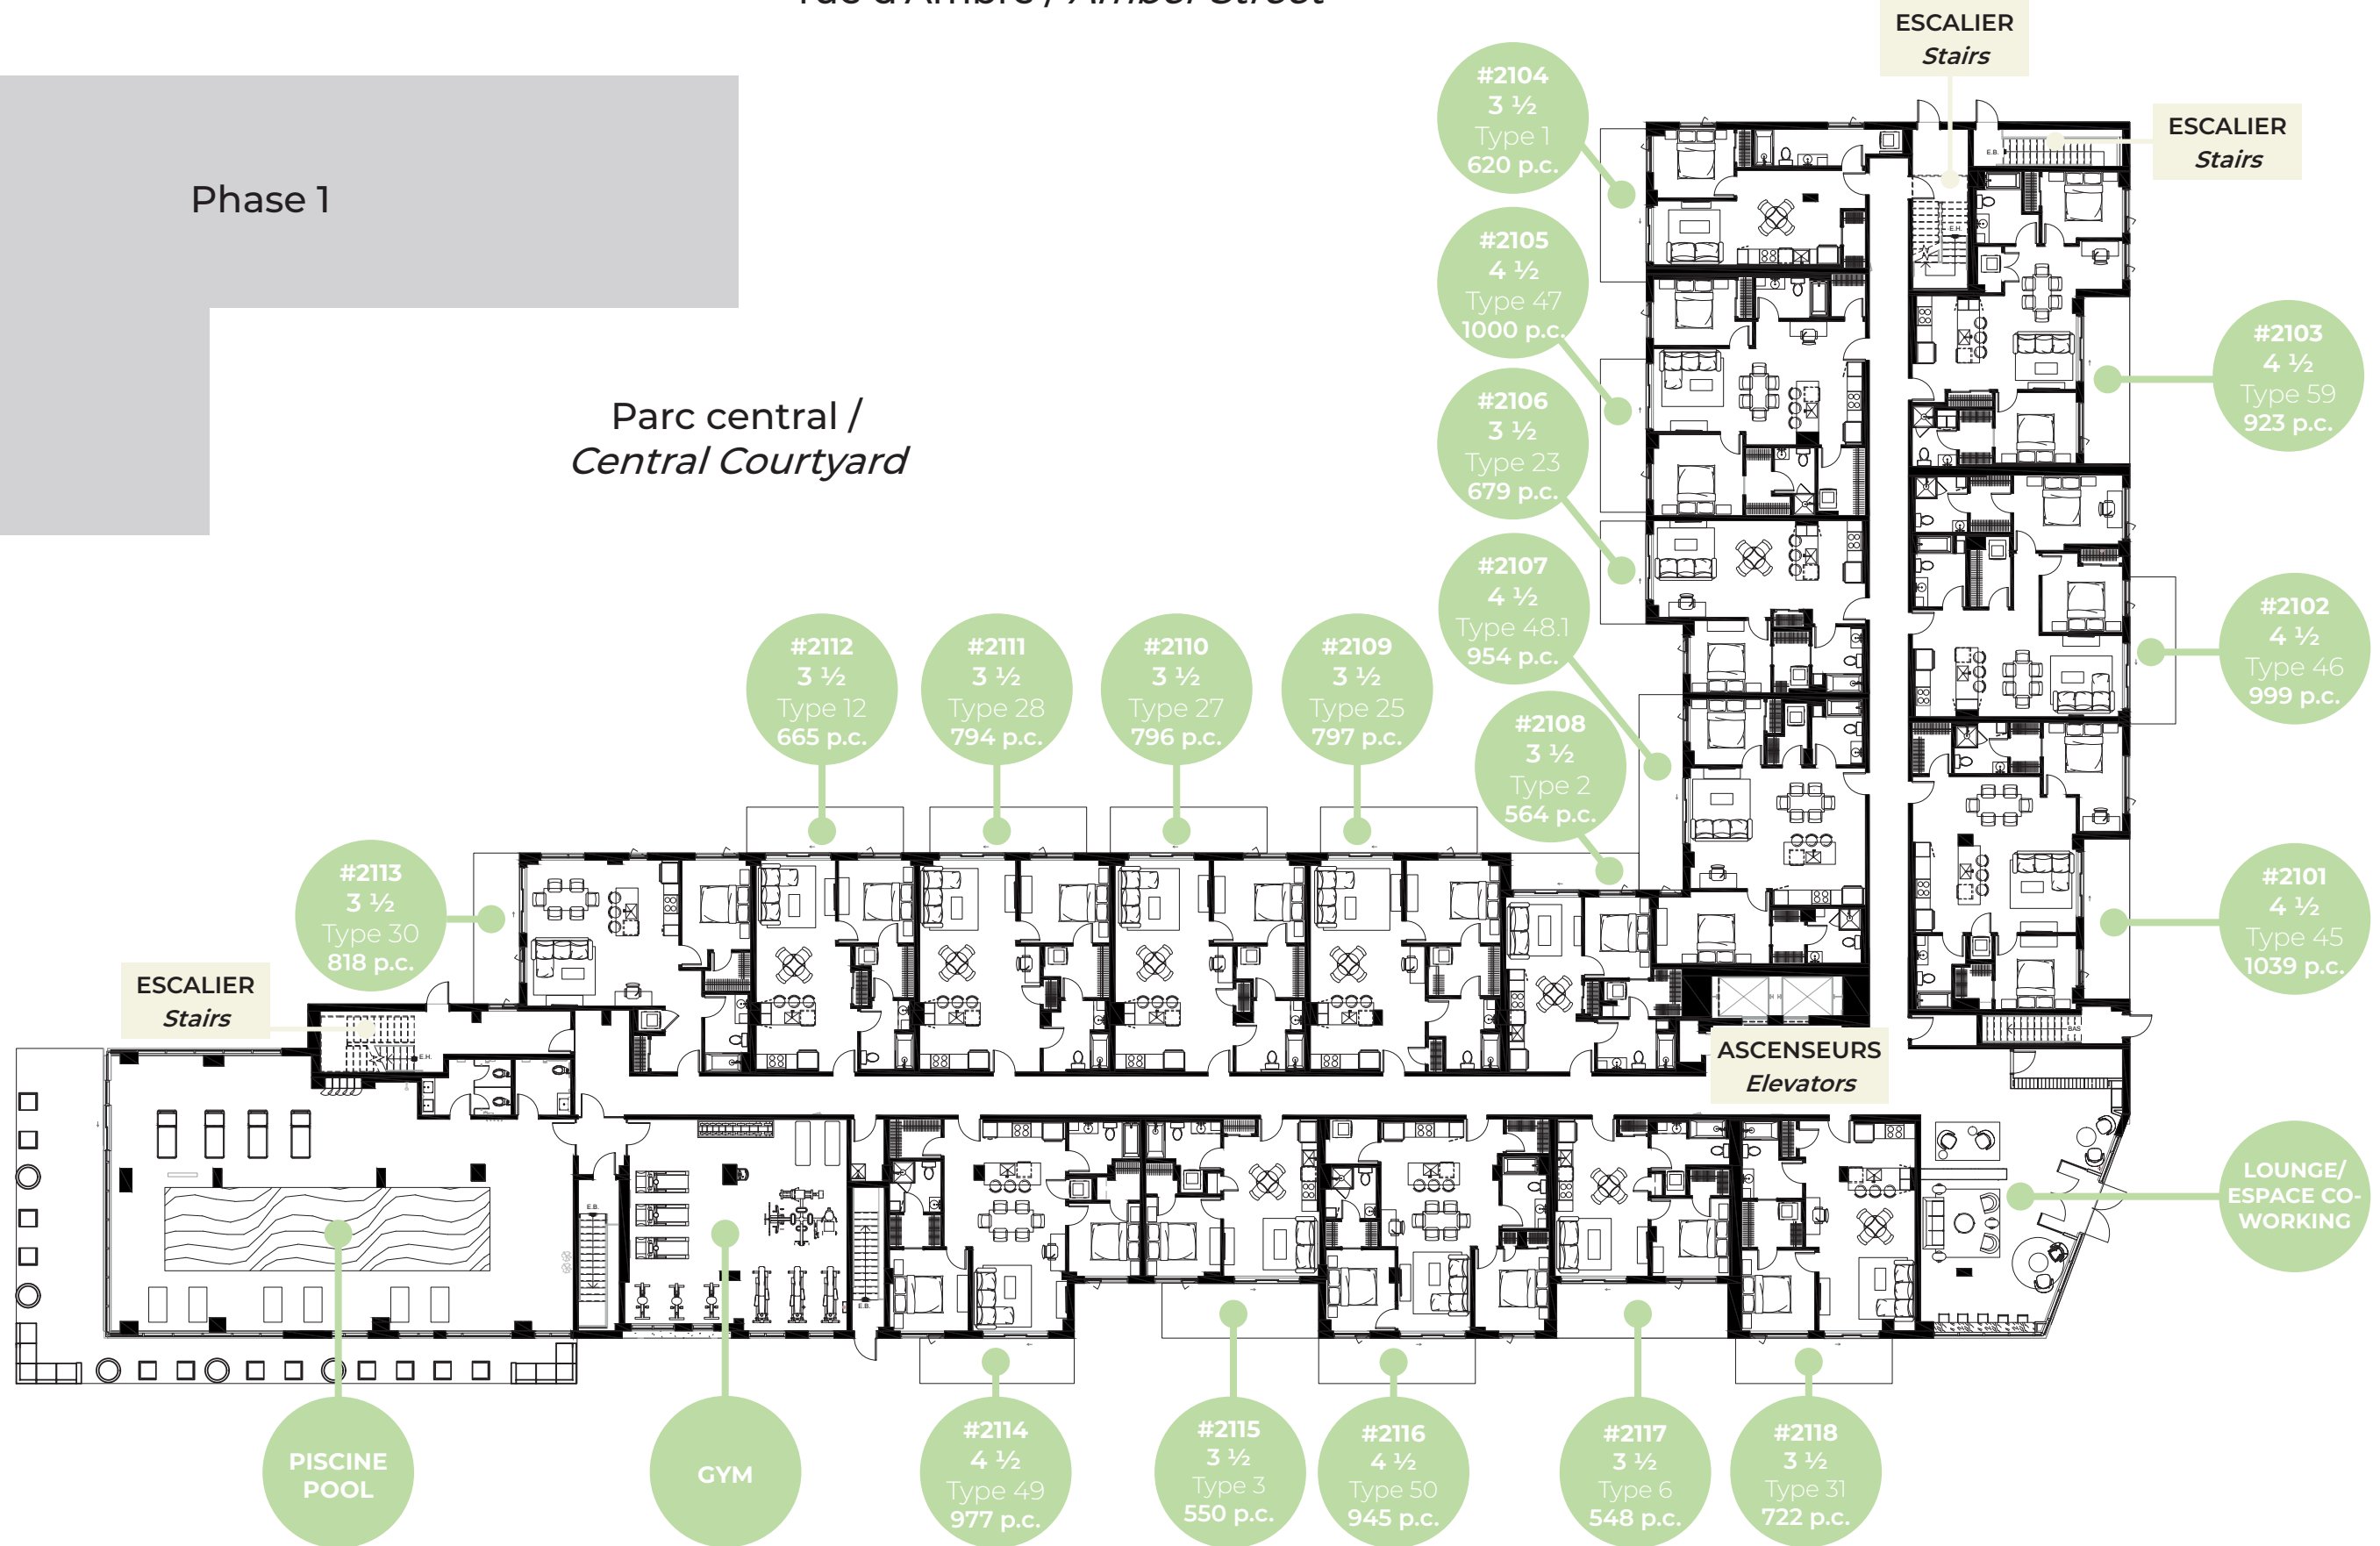 rue d'Ambre / Amber Street
ESCALIER
Stairs
ESCALIER
Stairs
Phase 1
Parc central /
Central Courtyard
#2104
3 ½
Type 1
620 p.c.
#2105
4 ½
Type 47
1000 p.c.
#2106
3 ½
Type 23
679 p.c.
#2107
4 ½
Type 48.1
954 p.c.
#2108
3 ½
Type 2
564 p.c.
#2103
4 ½
Type 59
923 p.c.
#2102
4 ½
Type 46
999 p.c.
#2101
4 ½
Type 45
1039 p.c.
#2112
3 ½
Type 12
665 p.c.
#2111
3 ½
Type 28
794 p.c.
#2110
3 ½
Type 27
796 p.c.
#2109
3 ½
Type 25
797 p.c.
#2113
3 ½
Type 30
818 p.c.
ESCALIER
Stairs
ASCENSEURS
Elevators
E.B.
E.H.
E.H.
BAS
E.B.
E.B.
LOUNGE/
ESPACE CO-
WORKING
PISCINE
POOL
GYM
#2114
4 ½
Type 49
977 p.c.
#2115
3 ½
Type 3
550 p.c.
#2116
4 ½
Type 50
945 p.c.
#2117
3 ½
Type 6
548 p.c.
#2118
3 ½
Type 31
722 p.c.